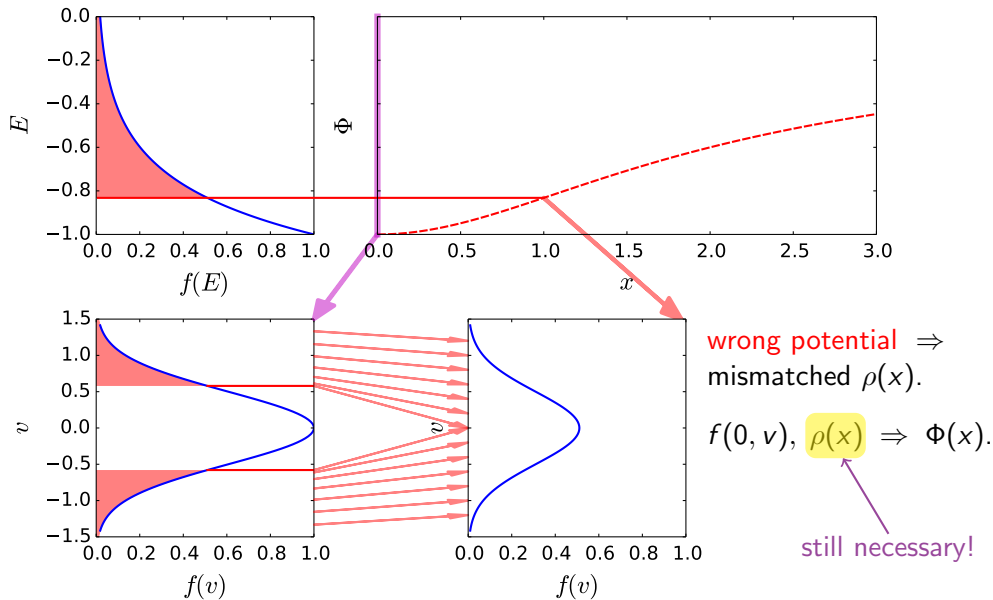 0.0
−0.2
−0.4
−0.6
−0.8
−1.0
E
0.0 0.2 0.4 0.6 0.8 1.0
f(E)
Φ
0.0 0.5 1.0 1.5 2.0 2.5 3.0
x
1.5
1.0
0.5
0.0
−0.5
−1.0
−1.5
v
0.0 0.2 0.4 0.6 0.8 1.0
f(v)
v
0.0 0.2 0.4 0.6 0.8 1.0
f(v)
wrong potential ⇒
mismatched ρ(x).
f(0, v), ρ(x) ⇒ Φ(x).
still necessary!